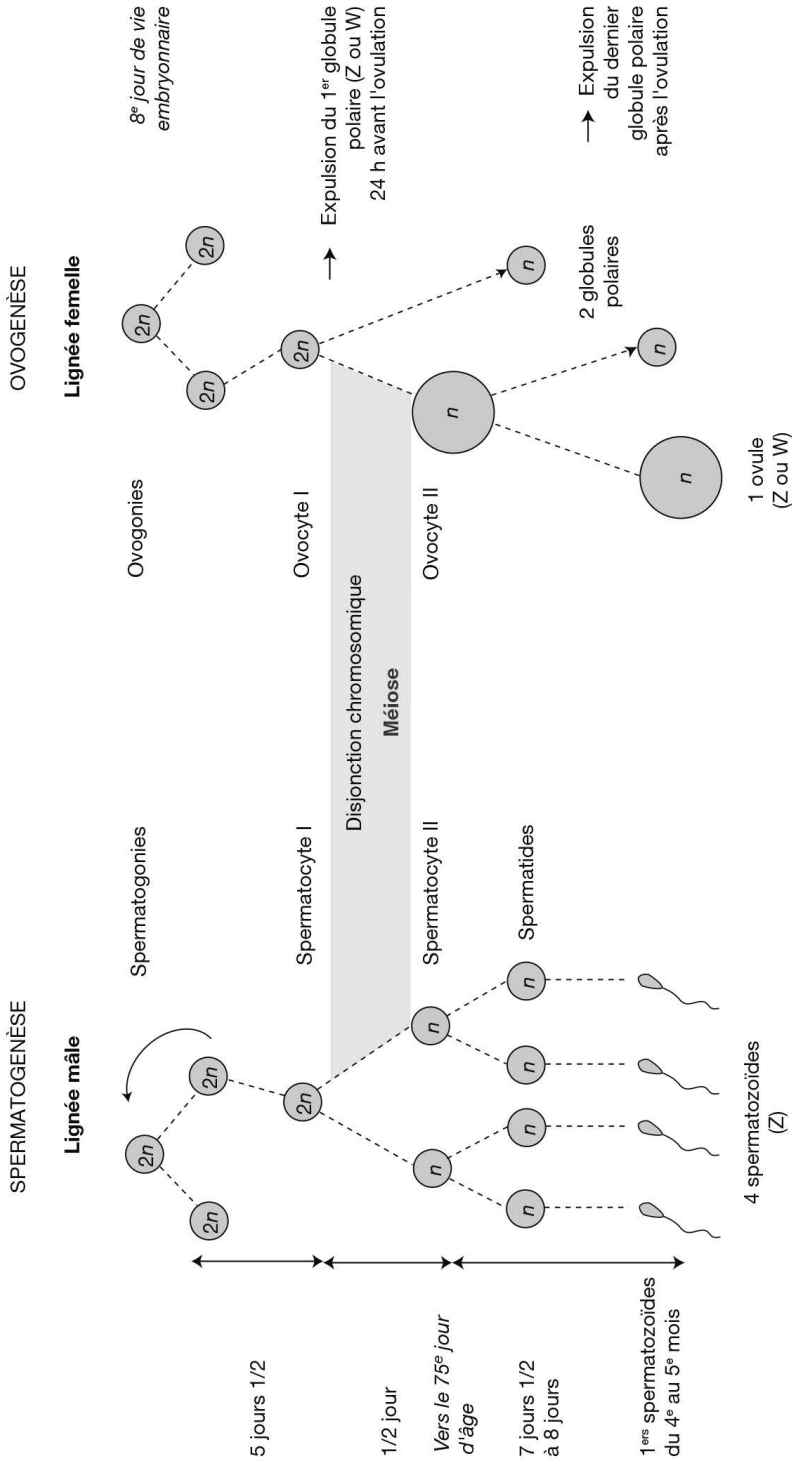 SPERMATOGENÈSE
OVOGENÈSE
Lignée mâle
Lignée femelle
2n
2n
2n
Spermatogonies
Ovogonies
2n
2n
2n
8e jour de vie
embryonnaire
5 jours 1/2
2n
Spermatocyte I
Ovocyte I
2n
→ Expulsion du 1er globule
polaire (Z ou W)
24 h avant l'ovulation
1/2 jour
Disjonction chromosomique
Méiose
Vers le 75e jour
d'âge
n
n
Spermatocyte II
Ovocyte II
n
7 jours 1/2
à 8 jours
n
n
n
n
Spermatides
n
2 globules
polaires
1ers spermatozoïdes
du 4e au 5e mois
n
n
→ Expulsion
du dernier
globule polaire
après l'ovulation
4 spermatozoïdes
(Z)
1 ovule
(Z ou W)